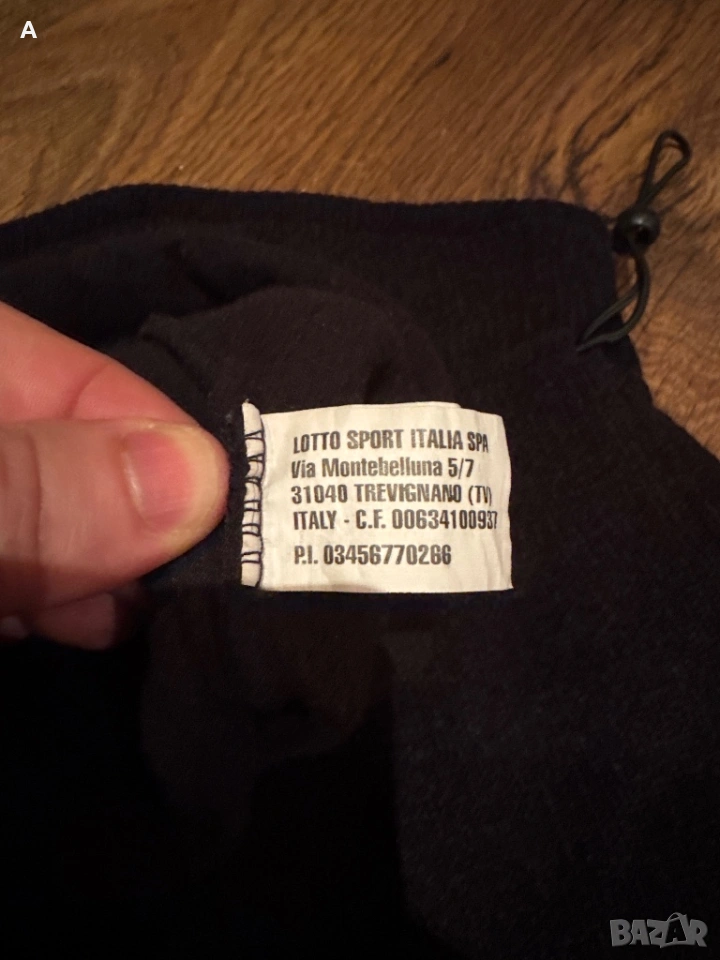 A
LOTTO SPORT ITALIA SPA
Via Montebelluna 5/7
31040 TREVIGNANO (TV)
ITALY - C.F. 00634100937
P.I. 03456770266
BAZAR